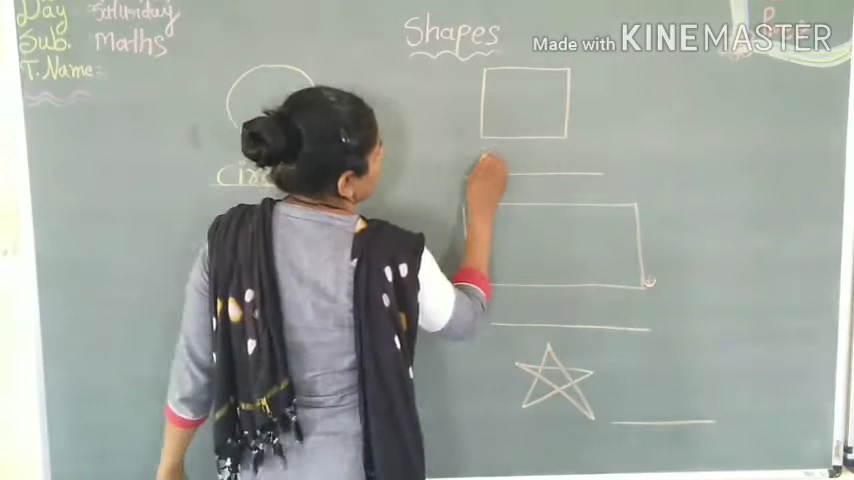 Day Saturday
Sub. Maths
T. Name:
Shapes
Made with KINEMASTER